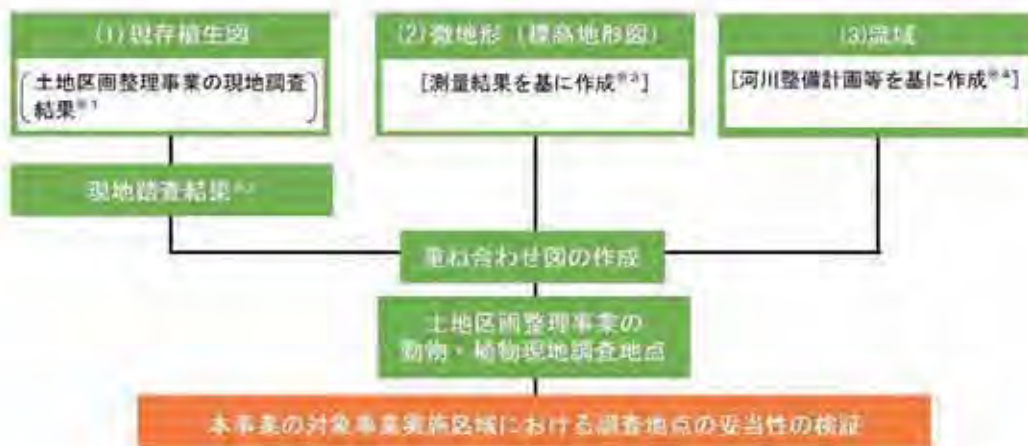 (1)現存植生図
土地区画整理事業の現地調査
結果※1
(2)微地形（標高地形図）
[測量結果を基に作成※3]
(3)流域
[河川整備計画等を基に作成※4]
現地踏査結果※2
重ね合わせ図の作成
土地区画整理事業の
動物・植物現地調査地点
本事業の対象事業実施区域における調査地点の妥当性の検証